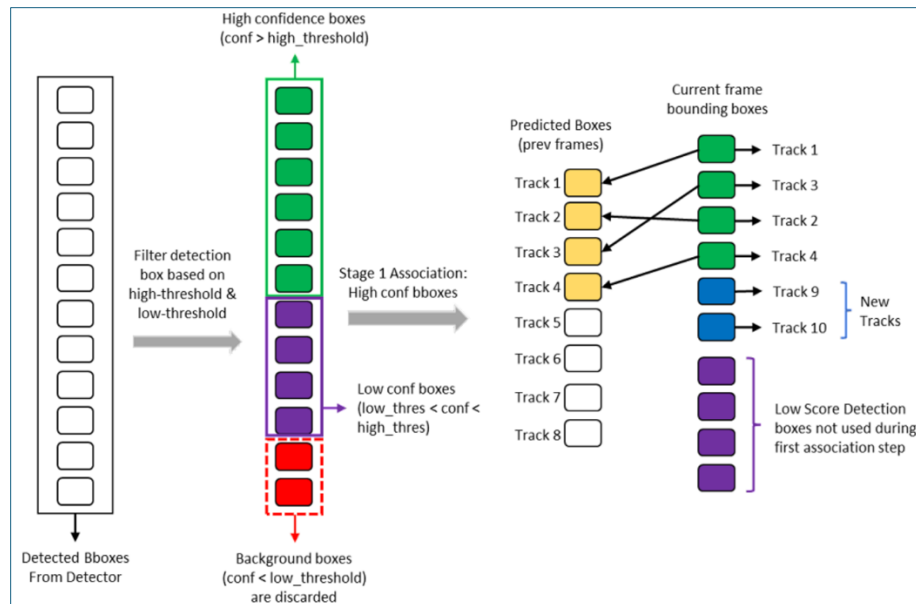 High confidence boxes
(conf > high_threshold)
Filter detection
box based on
high-threshold &
low-threshold
Detected Bboxes
From Detector
Low conf boxes
(low_thres < conf <
high_thres)
Background boxes
(conf < low_threshold)
are discarded
Stage 1 Association:
High conf bboxes
Predicted Boxes
(prev frames)
Track 1
Track 2
Track 3
Track 4
Track 5
Track 6
Track 7
Track 8
Current frame
bounding boxes
Track 1
Track 3
Track 2
Track 4
Track 9
Track 10
New
Tracks
Low Score Detection
boxes not used during
first association step